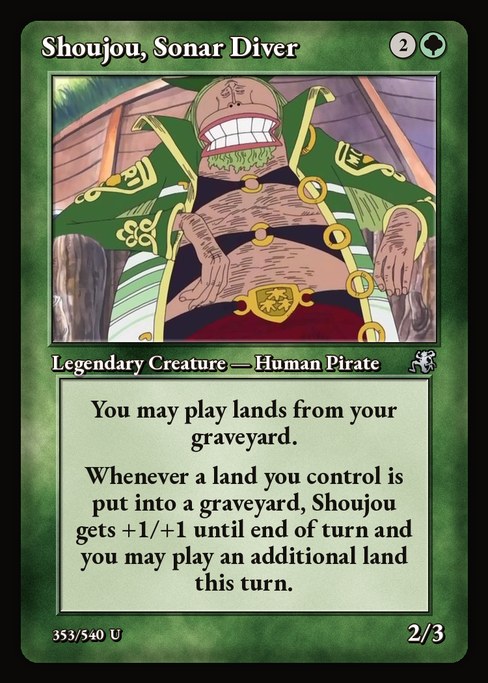 Shoujou, Sonar Diver 2
Legendary Creature — Human Pirate
You may play lands from your
graveyard.
Whenever a land you control is
put into a graveyard, Shoujou
gets +1/+1 until end of turn and
you may play an additional land
this turn.
353/540 U 2/3